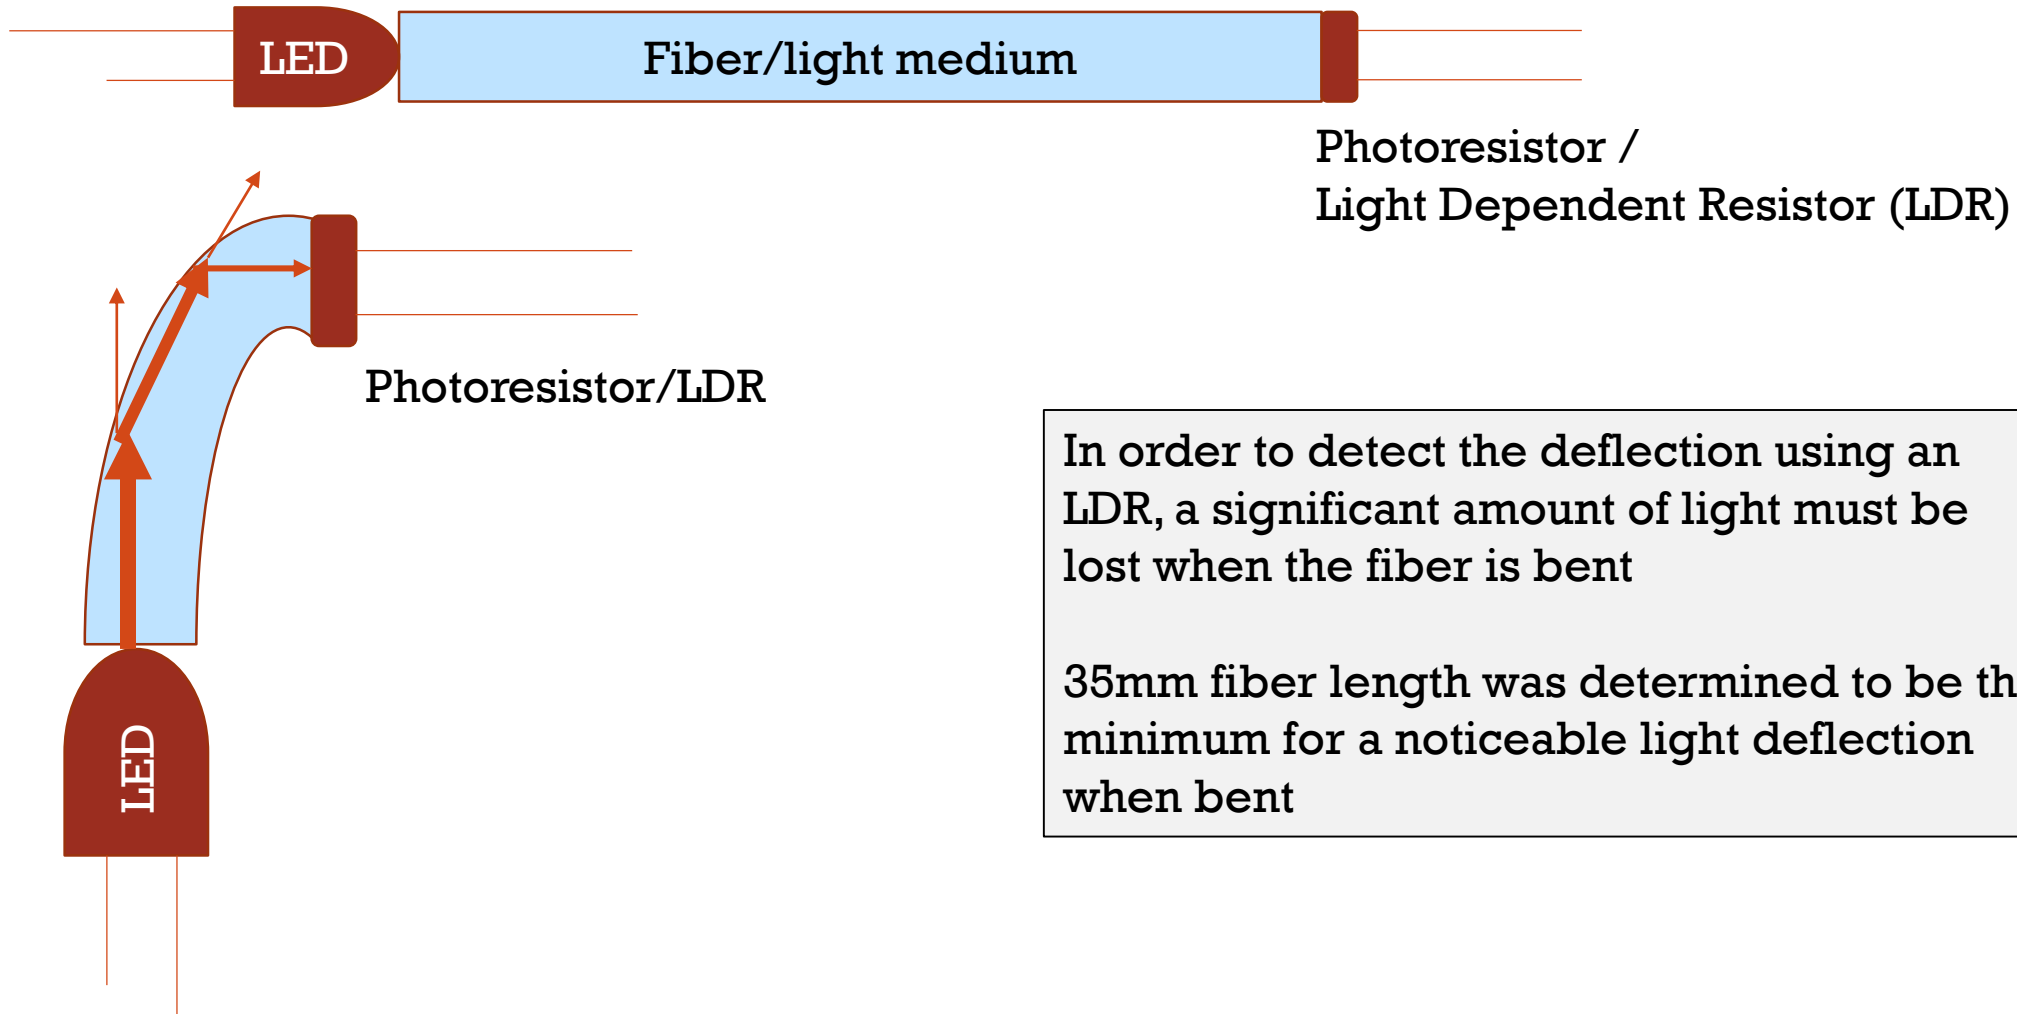 LED
Fiber/light medium
Photoresistor /
Light Dependent Resistor (LDR)
Photoresistor/LDR
In order to detect the deflection using an
LDR, a significant amount of light must be
lost when the fiber is bent
35mm fiber length was determined to be th
minimum for a noticeable light deflection
when bent
LED